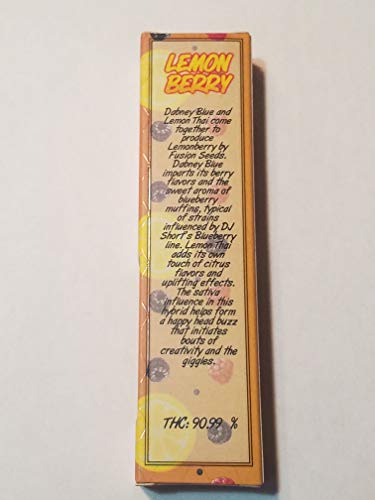 LEMON
BERRY
Dabney Blue and
Lemon Thai come
together to
produce
Lemonberry by
Fusion Seeds.
Dabney Blue
imparts its berry
flavors and the
sweet aroma of
blueberry
muffins, typical
of strains
influenced by DJ
Short's Blueberry
line. Lemon Thai
adds its own
touch of citrus
flavors and
uplifting effects.
The sativa
influence in this
hybrid helps form
a happy head buzz
that initiates
bouts of
creativity and the
giggles.
THC: 90.99 %